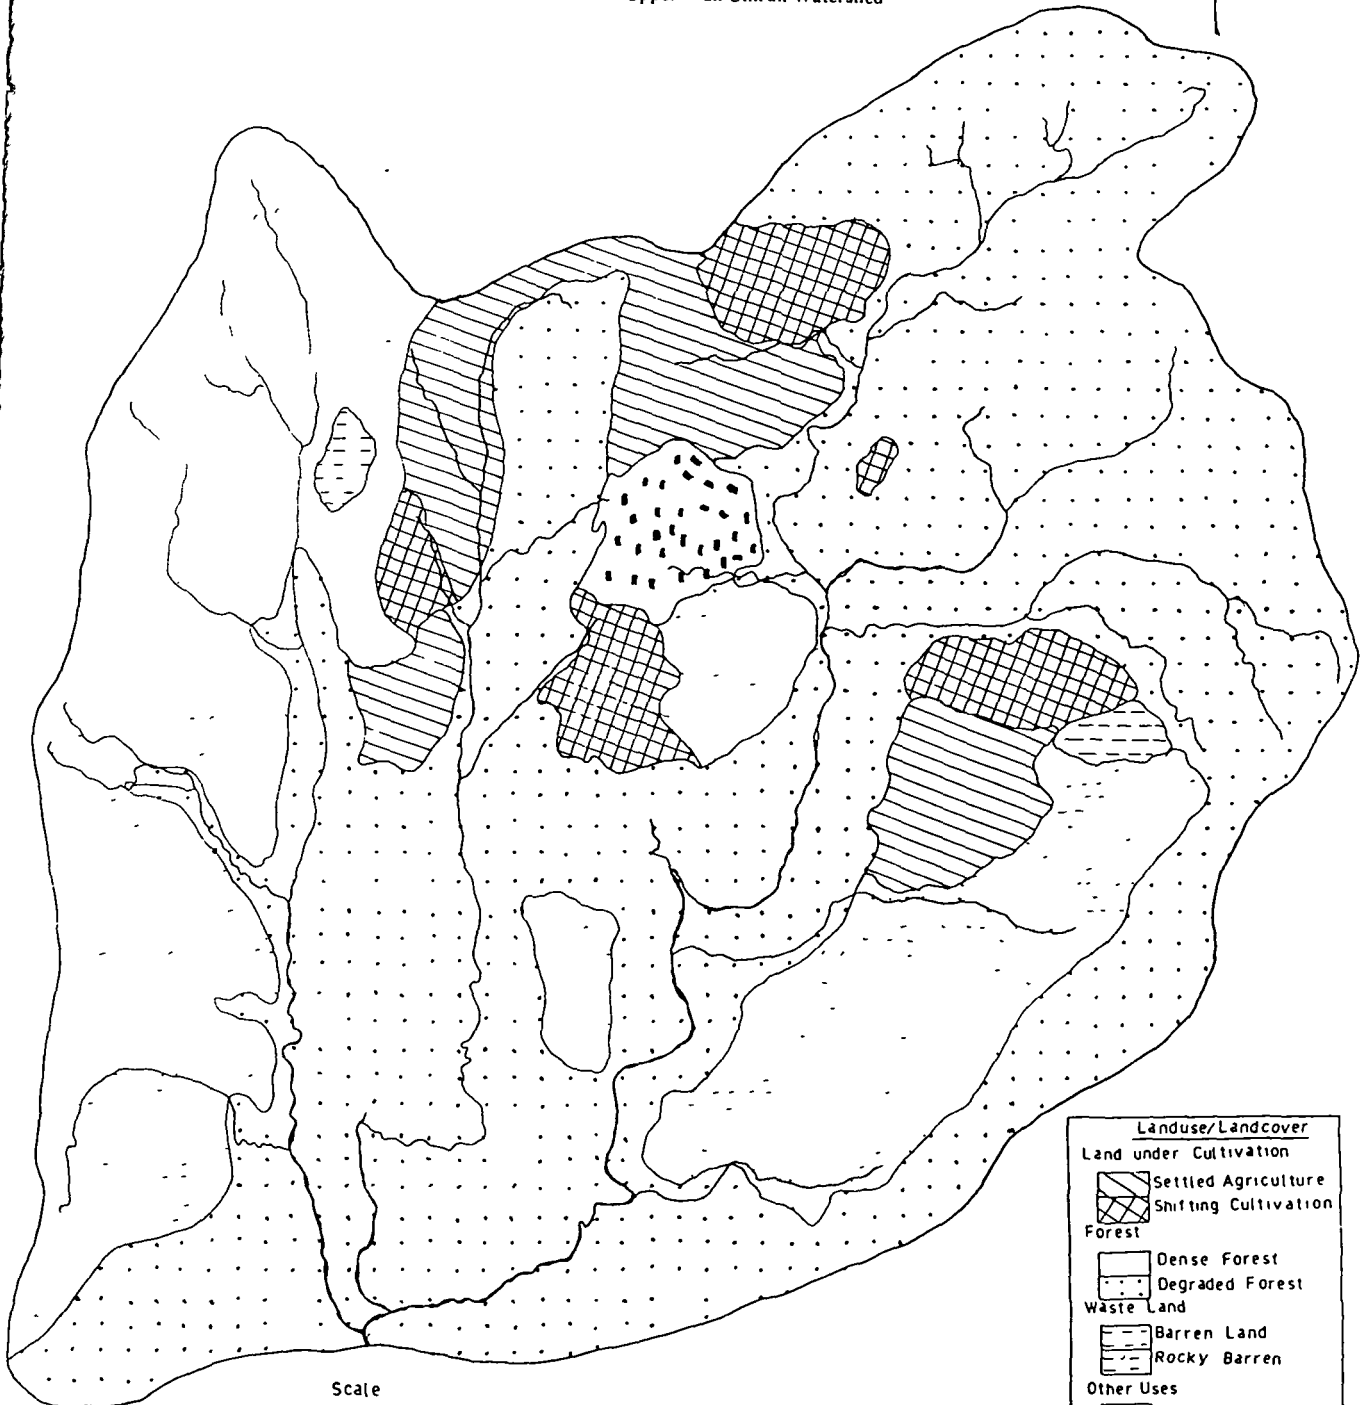 Watershed
Scale
Landuse/Landcover
Land under Cultivation
Settled Agriculture
Shifting Cultivation
Forest
Dense Forest
Degraded Forest
Waste Land
Barren Land
Rocky Barren
Other Uses